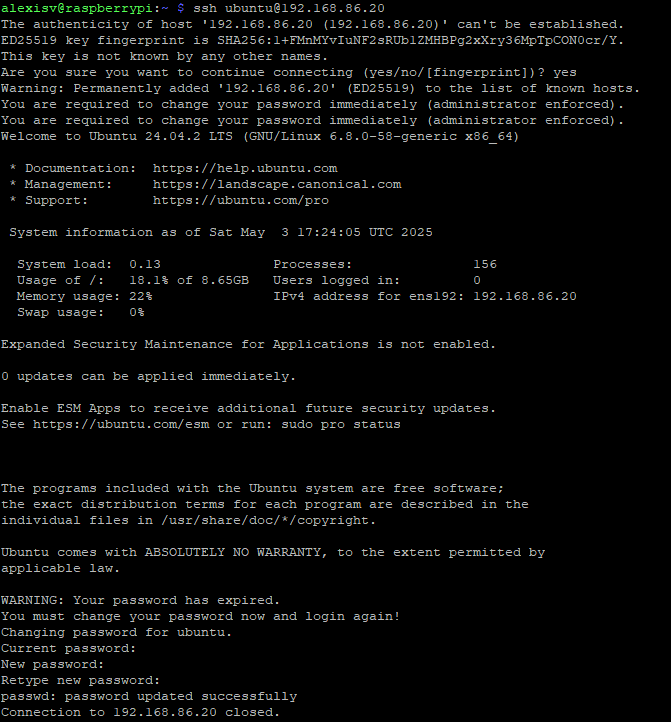 alexisv@raspberrypi:~ $ ssh ubuntu@192.168.86.20
The authenticity of host '192.168.86.20 (192.168.86.20)' can't be established.
ED25519 key fingerprint is SHA256:1+FMnMYvIuNF2sRUb1ZMHBPg2xXry36MpTpCON0cr/Y.
This key is not known by any other names.
Are you sure you want to continue connecting (yes/no/[fingerprint])? yes
Warning: Permanently added '192.168.86.20' (ED25519) to the list of known hosts.
You are required to change your password immediately (administrator enforced).
You are required to change your password immediately (administrator enforced).
Welcome to Ubuntu 24.04.2 LTS (GNU/Linux 6.8.0-58-generic x86_64)

 * Documentation:  https://help.ubuntu.com
 * Management:     https://landscape.canonical.com
 * Support:        https://ubuntu.com/pro

 System information as of Sat May  3 17:24:05 UTC 2025

  System load:  0.13               Processes:               156
  Usage of /:   18.1% of 8.65GB   Users logged in:         0
  Memory usage: 22%                IPv4 address for ens192: 192.168.86.20
  Swap usage:   0%

Expanded Security Maintenance for Applications is not enabled.

0 updates can be applied immediately.

Enable ESM Apps to receive additional future security updates.
See https://ubuntu.com/esm or run: sudo pro status

The programs included with the Ubuntu system are free software;
the exact distribution terms for each program are described in the
individual files in /usr/share/doc/*/copyright.

Ubuntu comes with ABSOLUTELY NO WARRANTY, to the extent permitted by
applicable law.

WARNING: Your password has expired.
You must change your password now and login again!
Changing password for ubuntu.
Current password:
New password:
Retype new password:
passwd: password updated successfully
Connection to 192.168.86.20 closed.